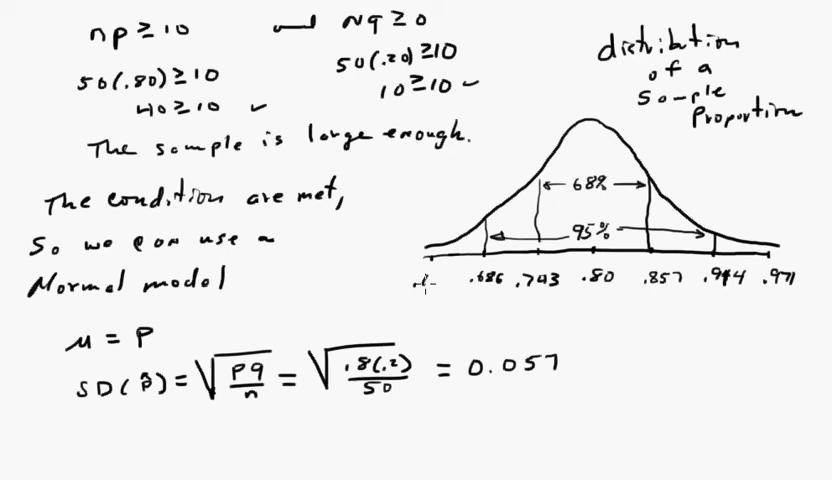 np ≥ 10 and nq ≥ 0
50(.80) ≥ 10
50(.20) ≥ 10
40 ≥ 10 ✓
10 ≥ 10 ✓
The sample is large enough.
The condition are met,
So we can use a
Normal model
distribution
of a
Sample
Proportion
68%
95%
.686 .743 .80 .857 .914 .971
μ = P
SD(p̂) = √(pq/n) = √(.8(.2)/50) = 0.057